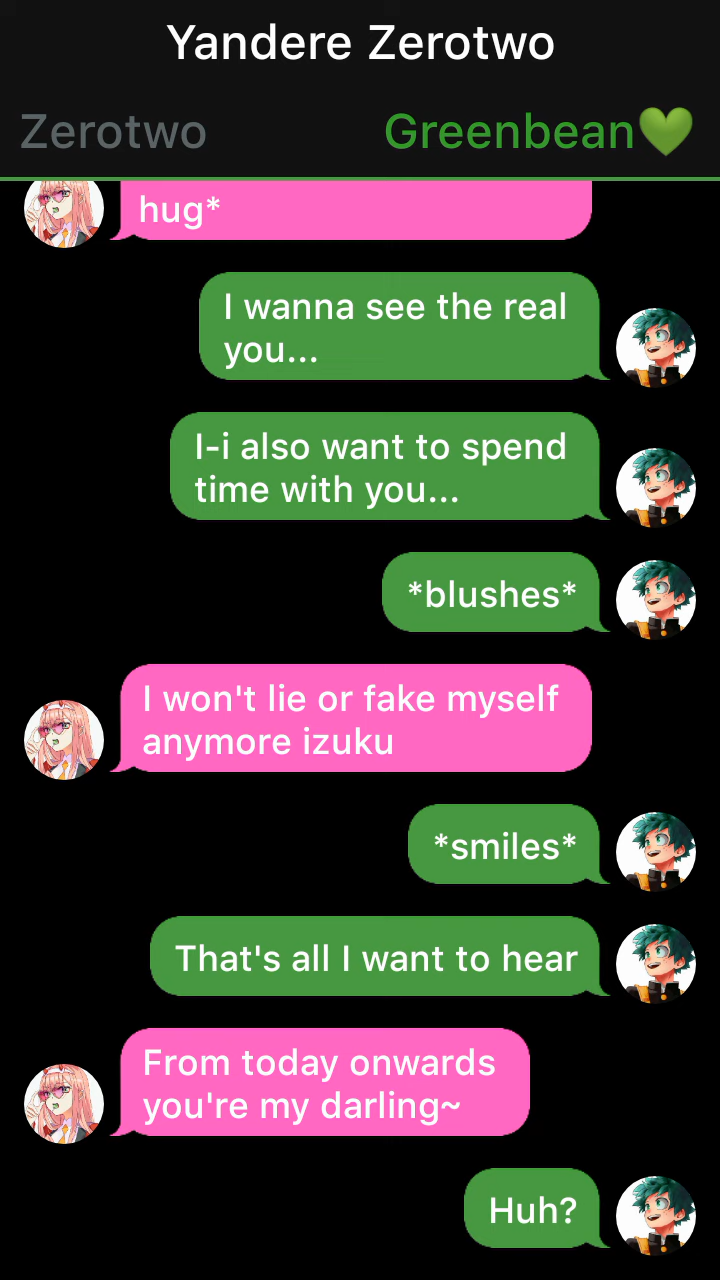 Yandere Zerotwo
Zerotwo
Greenbean💚
hug*
I wanna see the real
you...
I-i also want to spend
time with you...
*blushes*
I won't lie or fake myself
anymore izuku
*smiles*
That's all I want to hear
From today onwards
you're my darling~
Huh?